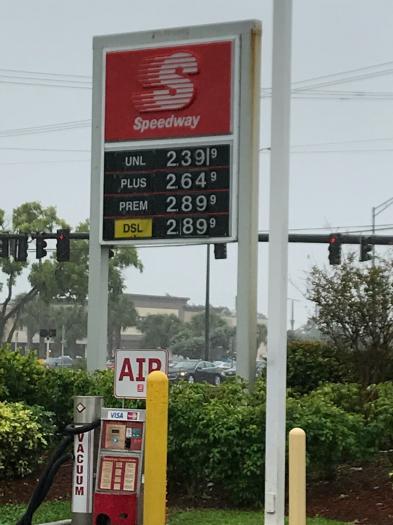 S
Speedway
UNL 2.39 9
PLUS 2.64 9
PREM 2.89 9
DSL 2.89 9
AIR
VISA
VACUUM